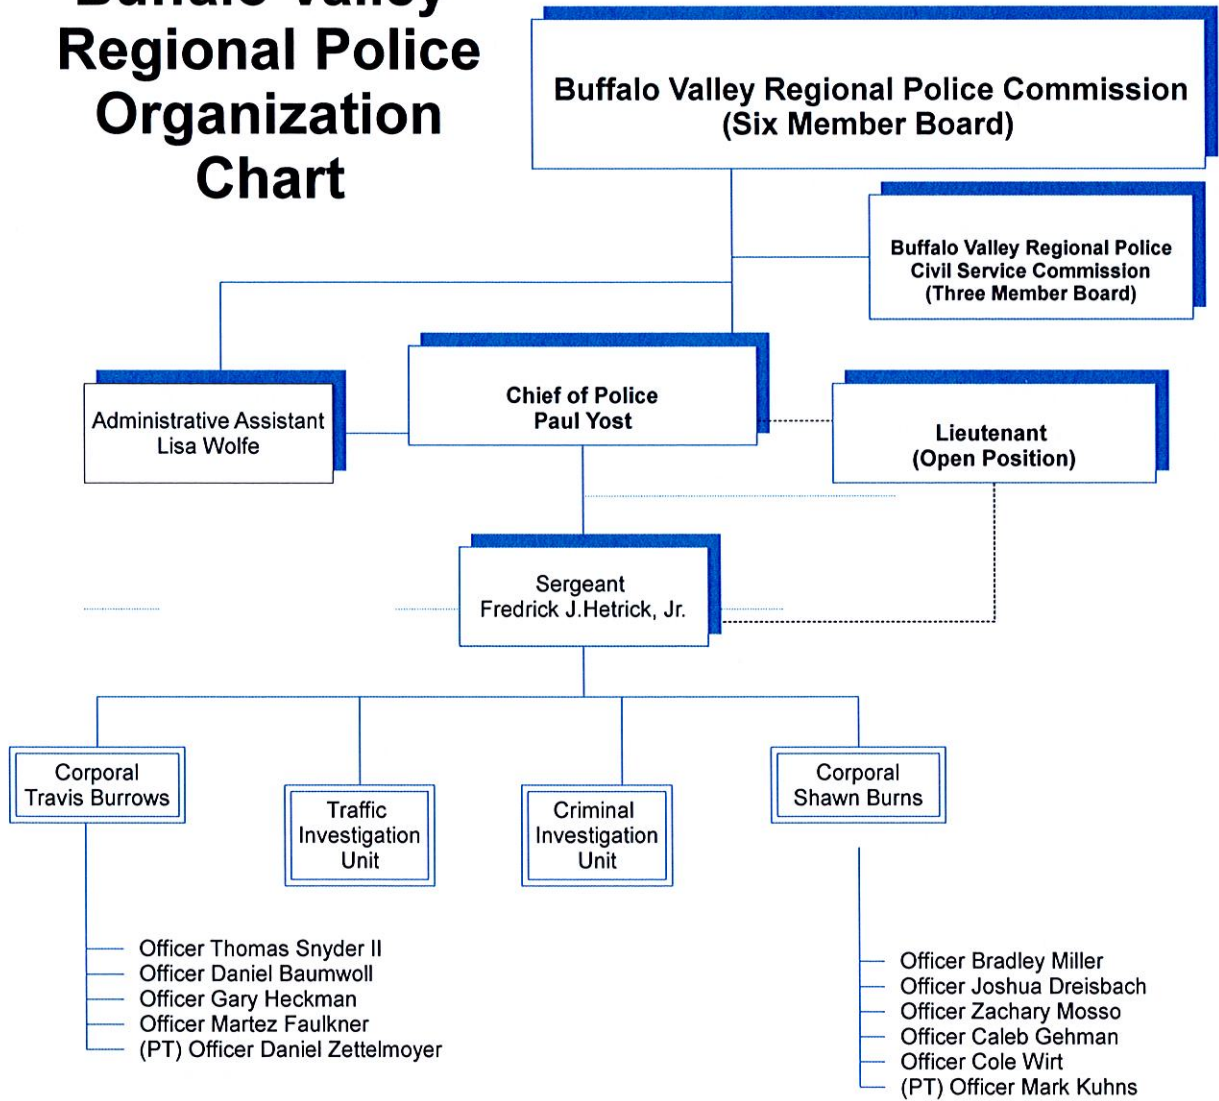 Buffalo Valley
Regional Police
Organization
Chart
Buffalo Valley Regional Police Commission
(Six Member Board)
Buffalo Valley Regional Police
Civil Service Commission
(Three Member Board)
Chief of Police
Paul Yost
Administrative Assistant
Lisa Wolfe
Lieutenant
(Open Position)
Sergeant
Fredrick J.Hetrick, Jr.
Corporal
Travis Burrows
Traffic
Investigation
Unit
Criminal
Investigation
Unit
Corporal
Shawn Burns
Officer Thomas Snyder II
Officer Daniel Baumwoll
Officer Gary Heckman
Officer Martez Faulkner
(PT) Officer Daniel Zettelmoyer
Officer Bradley Miller
Officer Joshua Dreisbach
Officer Zachary Mosso
Officer Caleb Gehman
Officer Cole Wirt
(PT) Officer Mark Kuhns